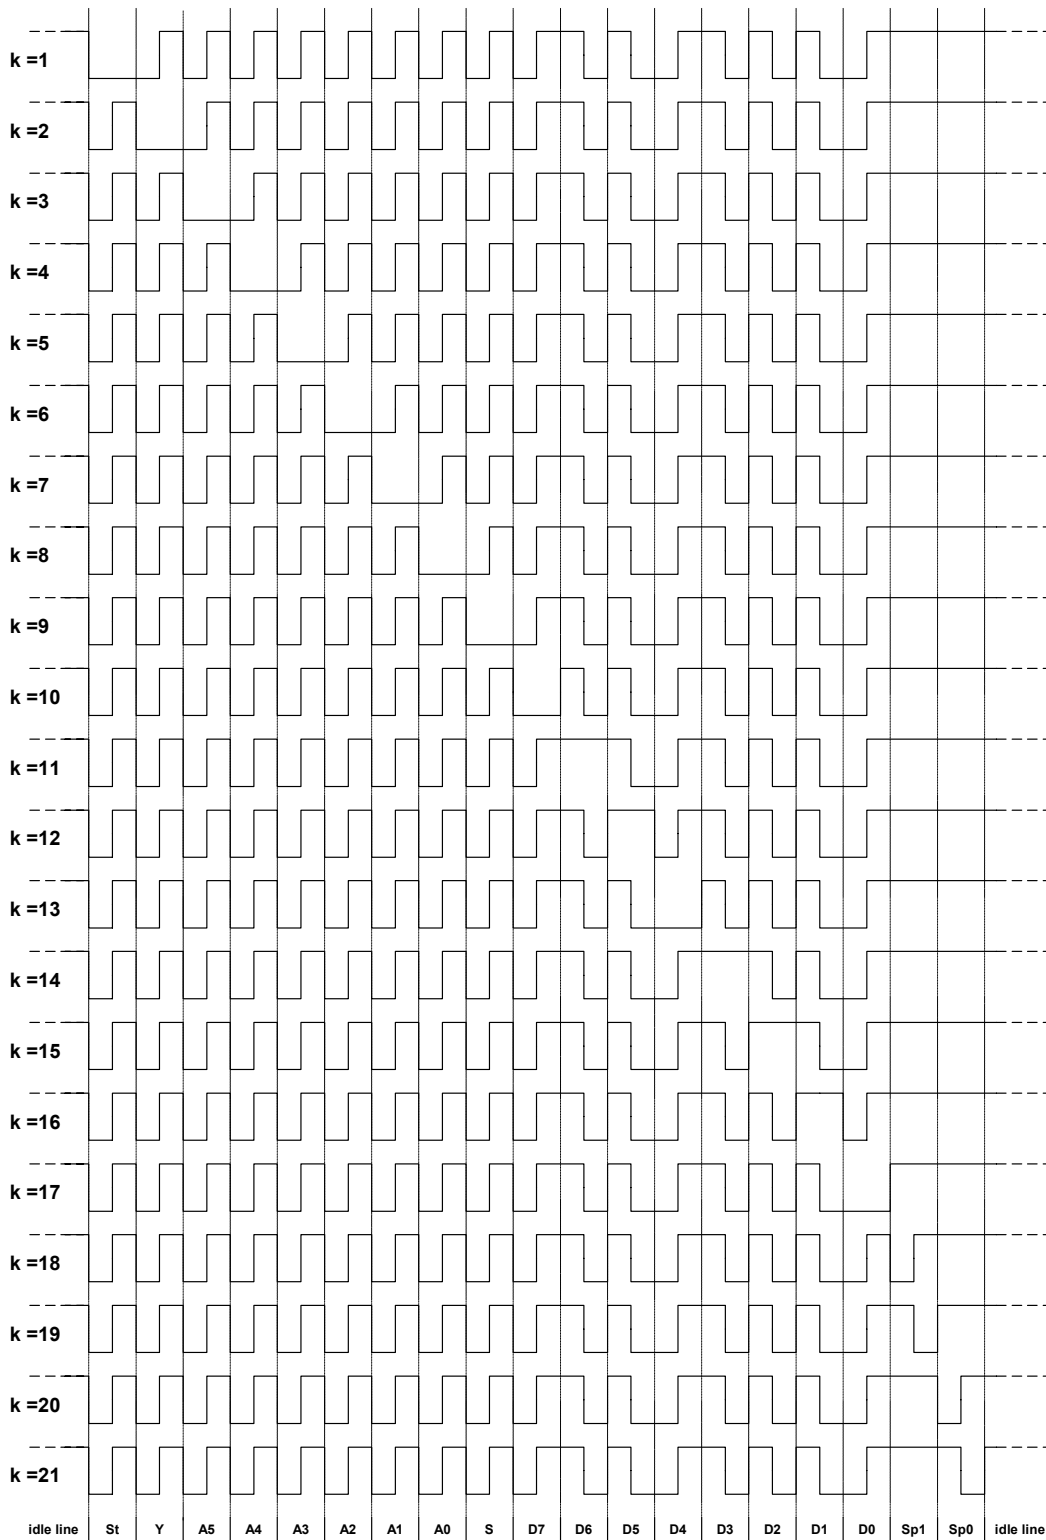 k =1
k =2
k =3
k =4
k =5
k =6
k =7
k =8
k =9
k =10
k =11
k =12
k =13
k =14
k =15
k =16
k =17
k =18
k =19
k =20
k =21
idle line St Y A5 A4 A3 A2 A1 A0 S D7 D6 D5 D4 D3 D2 D1 D0 Sp1 Sp0 idle line